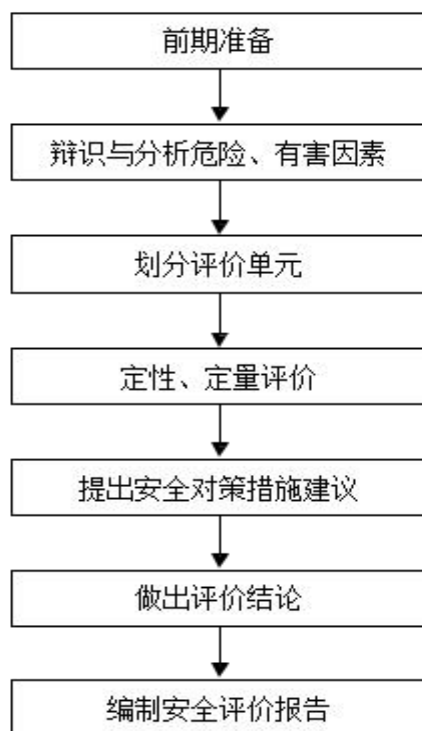 前期准备
辩识与分析危险、有害因素
划分评价单元
定性、定量评价
提出安全对策措施建议
做出评价结论
编制安全评价报告